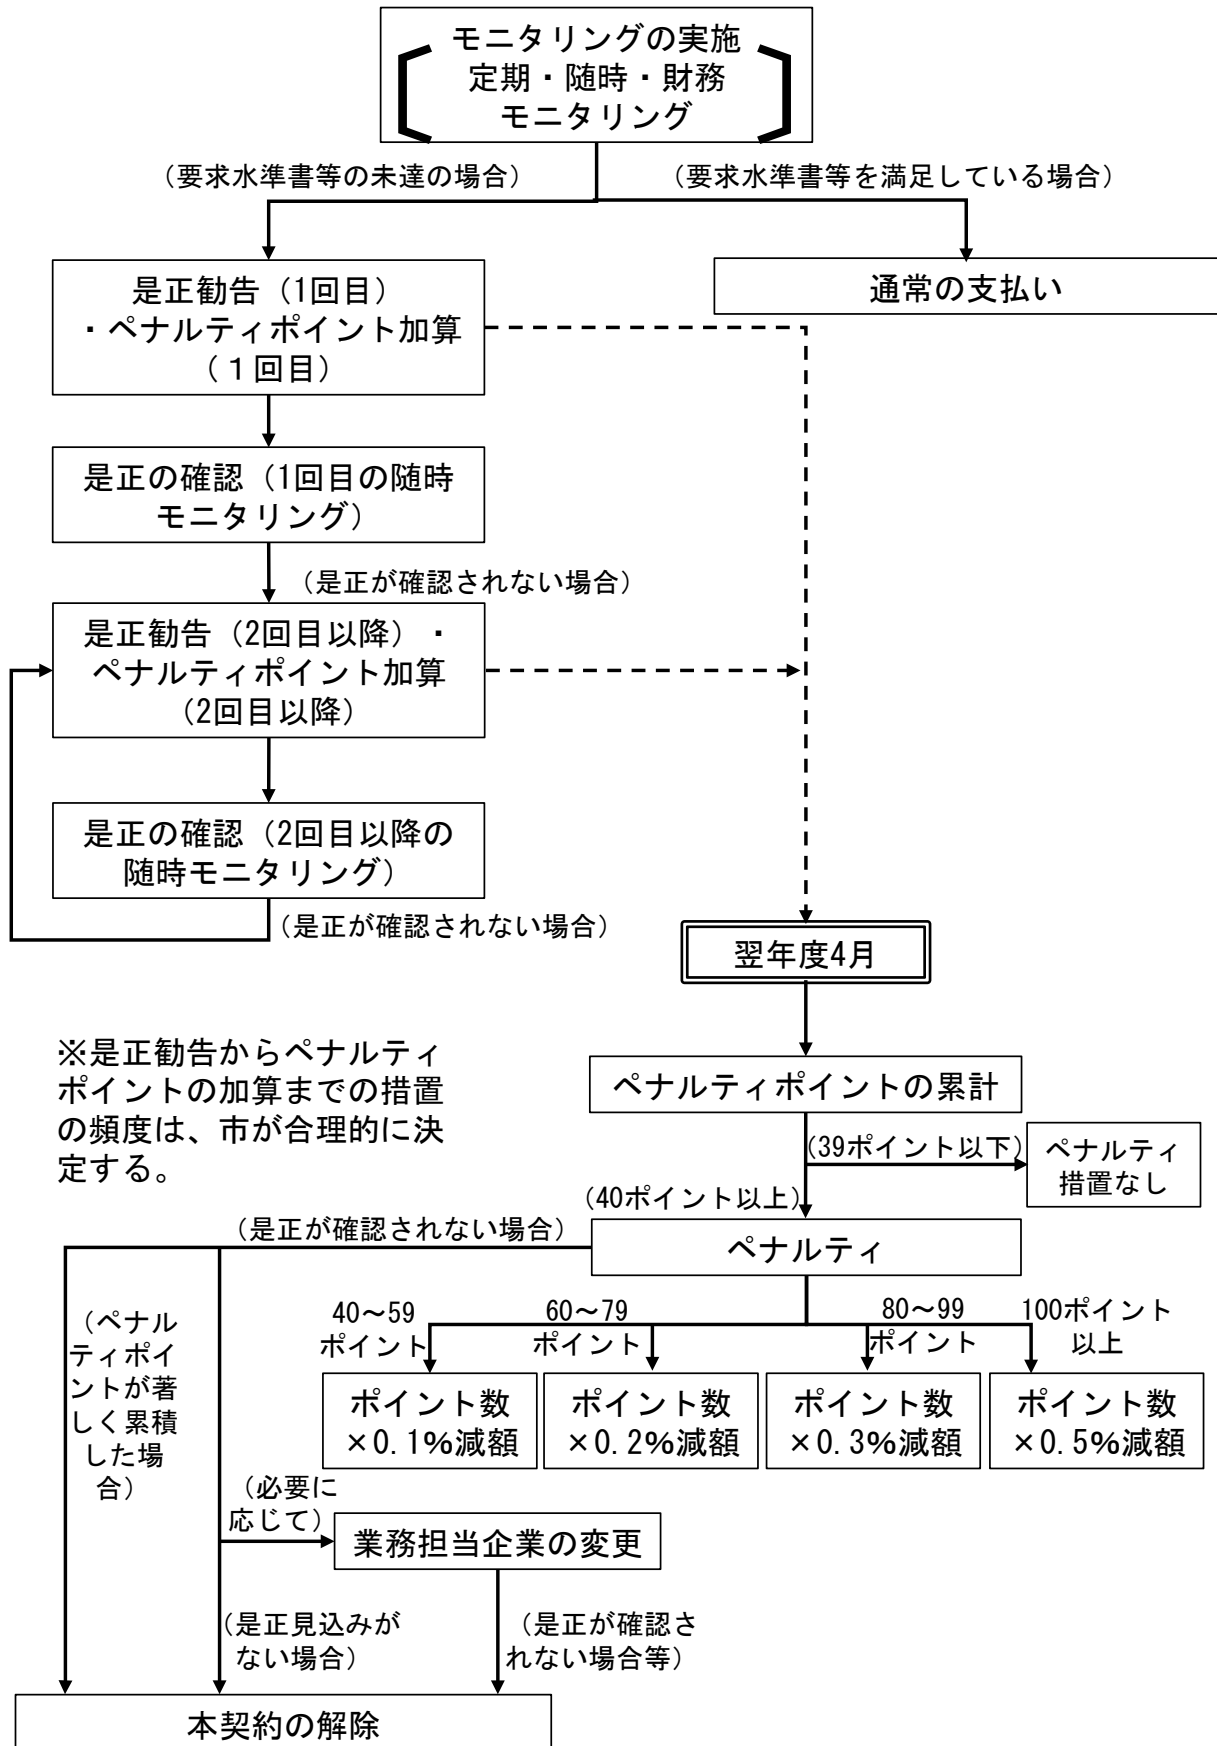 モニタリングの実施
定期・随時・財務
モニタリング
（要求水準書等の未達の場合）
（要求水準書等を満足している場合）
是正勧告（1回目）
・ペナルティポイント加算
（１回目）
通常の支払い
是正の確認（1回目の随時
モニタリング）
（是正が確認されない場合）
是正勧告（2回目以降）・
ペナルティポイント加算
（2回目以降）
是正の確認（2回目以降の
随時モニタリング）
（是正が確認されない場合）
翌年度4月
※是正勧告からペナルティ
ポイントの加算までの措置
の頻度は、市が合理的に決
定する。
ペナルティポイントの累計
（39ポイント以下）
ペナルティ
措置なし
（40ポイント以上）
（是正が確認されない場合）
ペナルティ
40～59
ポイント
60～79
ポイント
80～99
ポイント
100ポイント
以上
（ペナル
ティポイ
ントが著
しく累積
した場
合）
ポイント数
×0.1%減額
ポイント数
×0.2%減額
ポイント数
×0.3%減額
ポイント数
×0.5%減額
（必要に
応じて）
業務担当企業の変更
（是正見込みが
ない場合）
（是正が確認さ
れない場合等）
本契約の解除